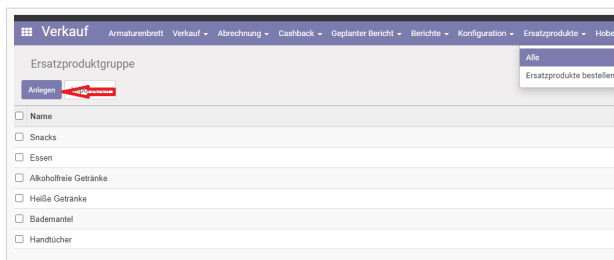 Verkauf Armaturenbrett Verkauf Abrechnung Cashback Geplanter Bericht Berichte Konfiguration Ersatzprodukte Hobe
Alle
Ersatzprodukte bestellen
Ersatzproduktgruppe
Anlegen
Name
Snacks
Essen
Alkoholfreie Getränke
Heiße Getränke
Bademantel
Handtücher